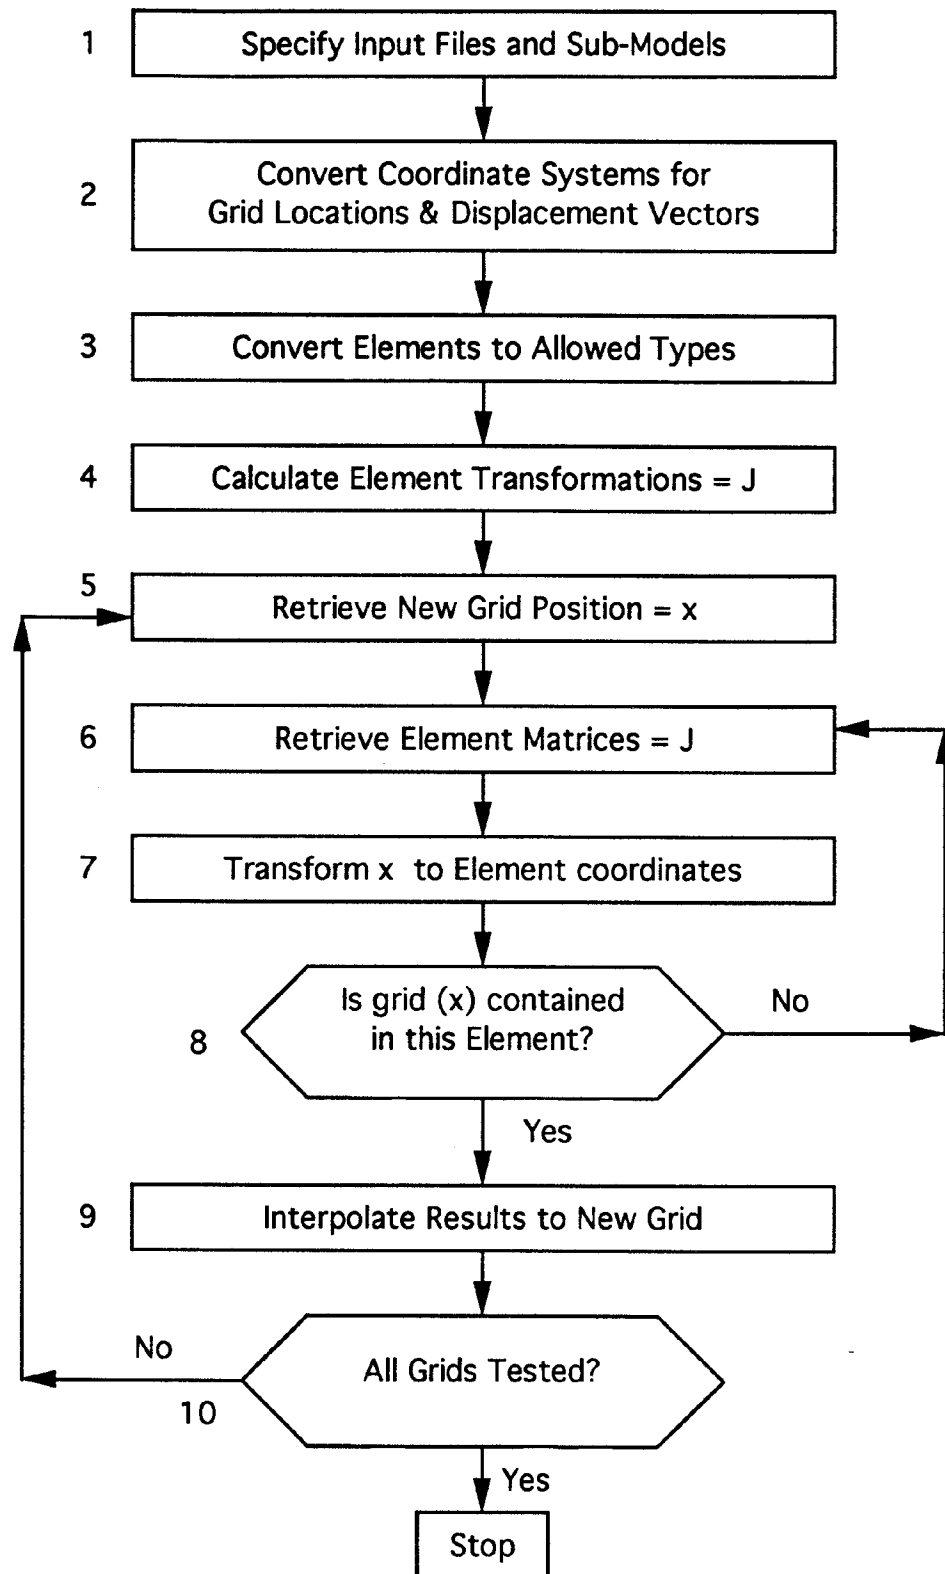 1
Specify Input Files and Sub-Models
2
Convert Coordinate Systems for
Grid Locations & Displacement Vectors
3
Convert Elements to Allowed Types
4
Calculate Element Transformations = J
5
Retrieve New Grid Position = x
6
Retrieve Element Matrices = J
7
Transform x to Element coordinates
8
Is grid (x) contained
in this Element?
No
Yes
9
Interpolate Results to New Grid
No
All Grids Tested?
10
Yes
Stop